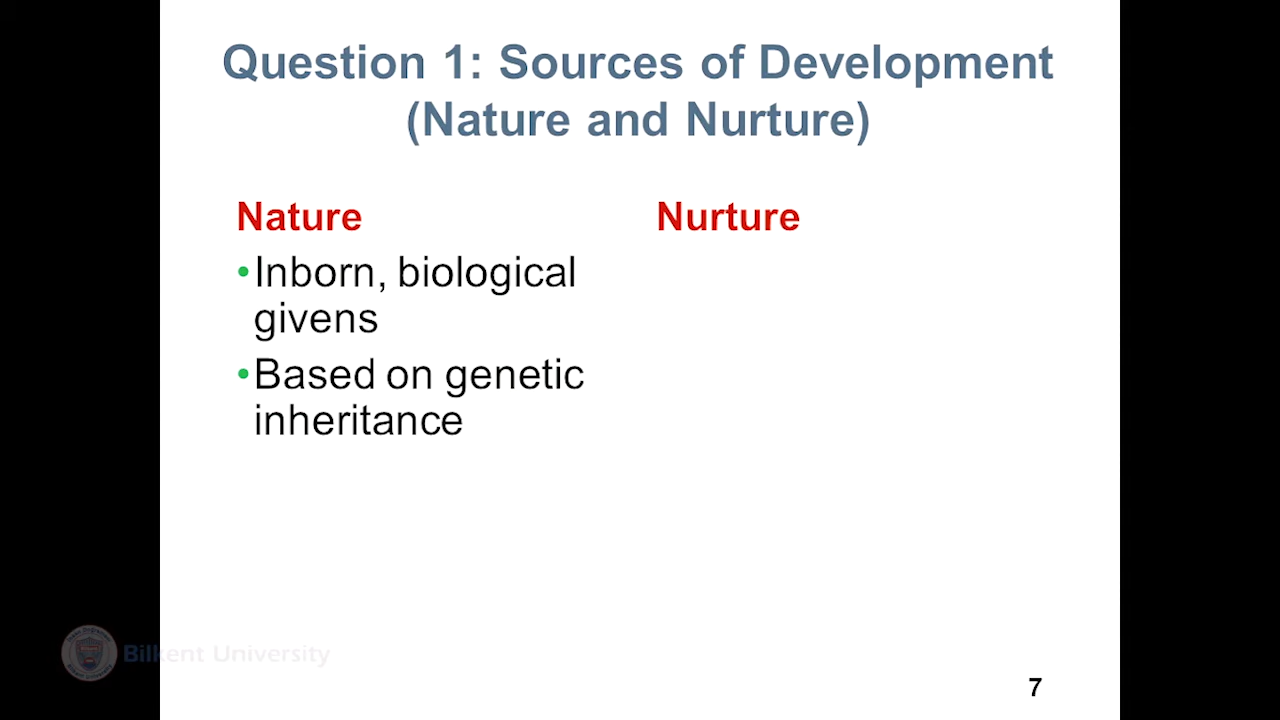 Question 1: Sources of Development
(Nature and Nurture)
Nature
•Inborn, biological
givens
•Based on genetic
inheritance
Nurture
Bilkent University
7